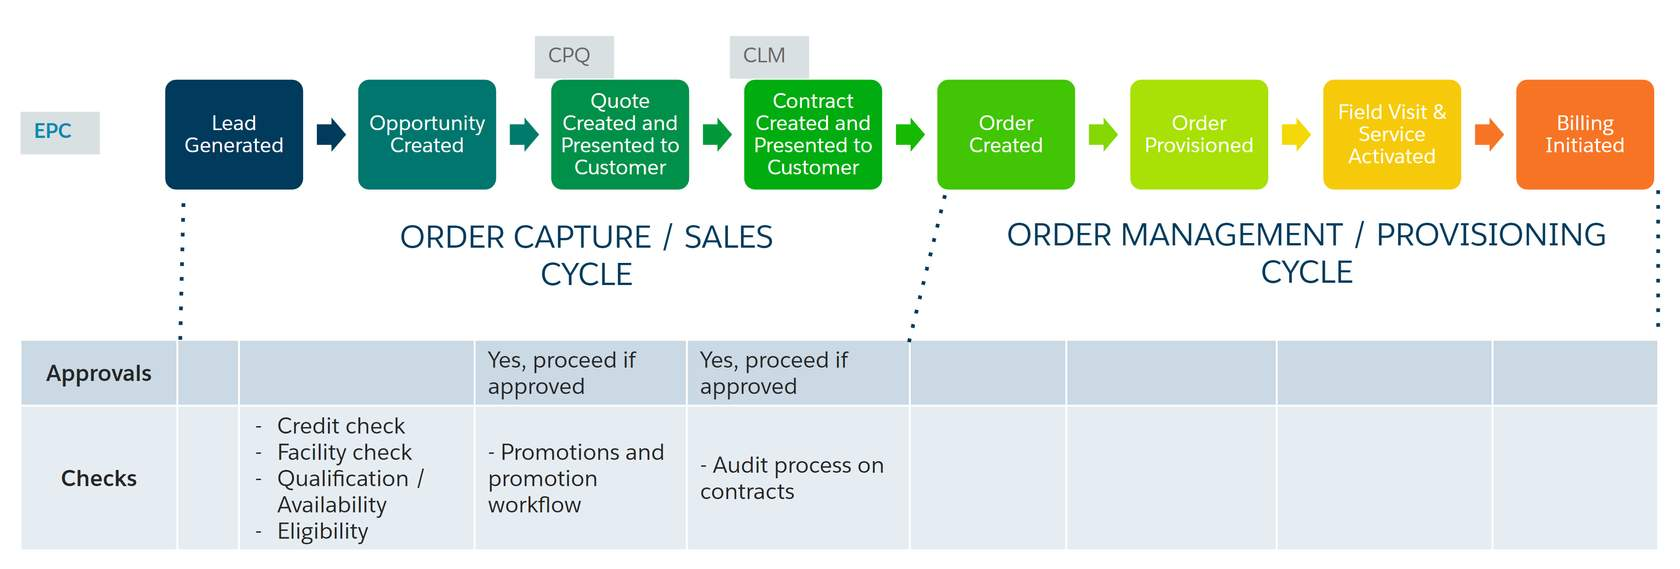 CPQ
CLM
EPC
Lead
Generated
Opportunity
Created
Quote
Created and
Presented to
Customer
Contract
Created and
Presented to
Customer
Order
Created
Order
Provisioned
Field Visit &
Service
Activated
Billing
Initiated
ORDER CAPTURE / SALES
CYCLE
ORDER MANAGEMENT / PROVISIONING
CYCLE
Approvals
Yes, proceed if
approved
Yes, proceed if
approved
Checks
- Credit check
- Facility check
- Qualification /
Availability
- Eligibility
- Promotions and
promotion
workflow
- Audit process on
contracts